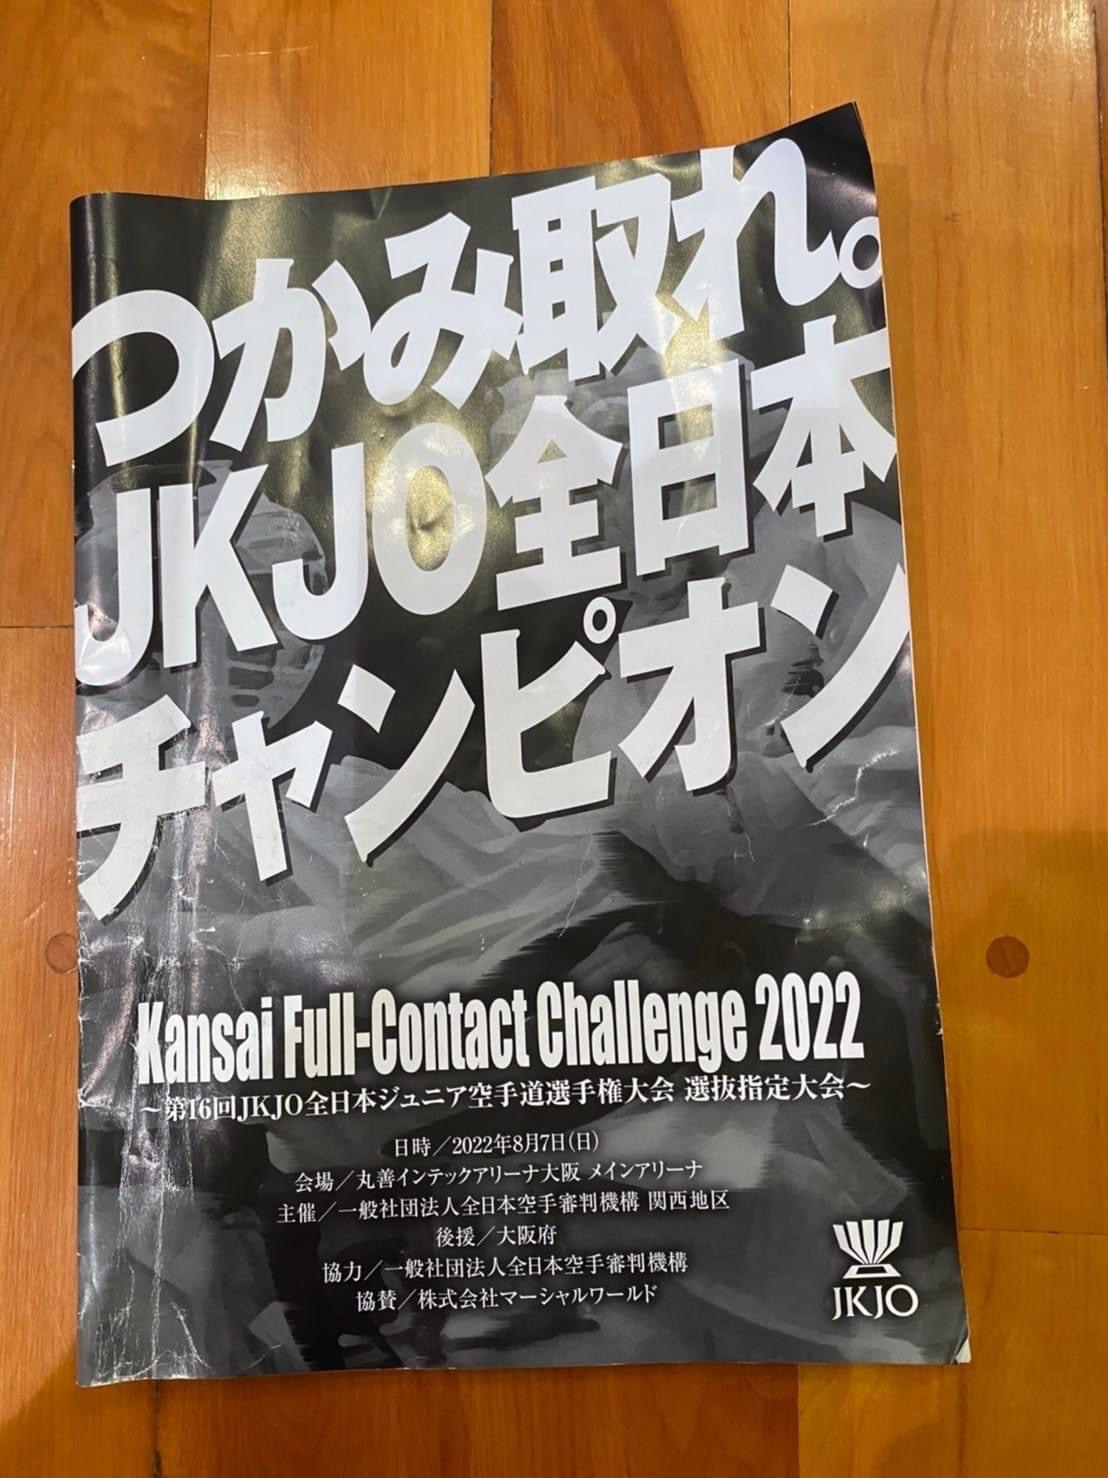 つかみ取れ。
JKJO全日本
チャンピオン
Kansai Full-Contact Challenge 2022
～第16回JKJO全日本ジュニア空手道選手権大会 選抜指定大会～
日時／2022年8月7日(日)
会場／丸善インテックアリーナ大阪 メインアリーナ
主催／一般社団法人全日本空手審判機構 関西地区
後援／大阪府
協力／一般社団法人全日本空手審判機構
協賛／株式会社マーシャルワールド
JKJO